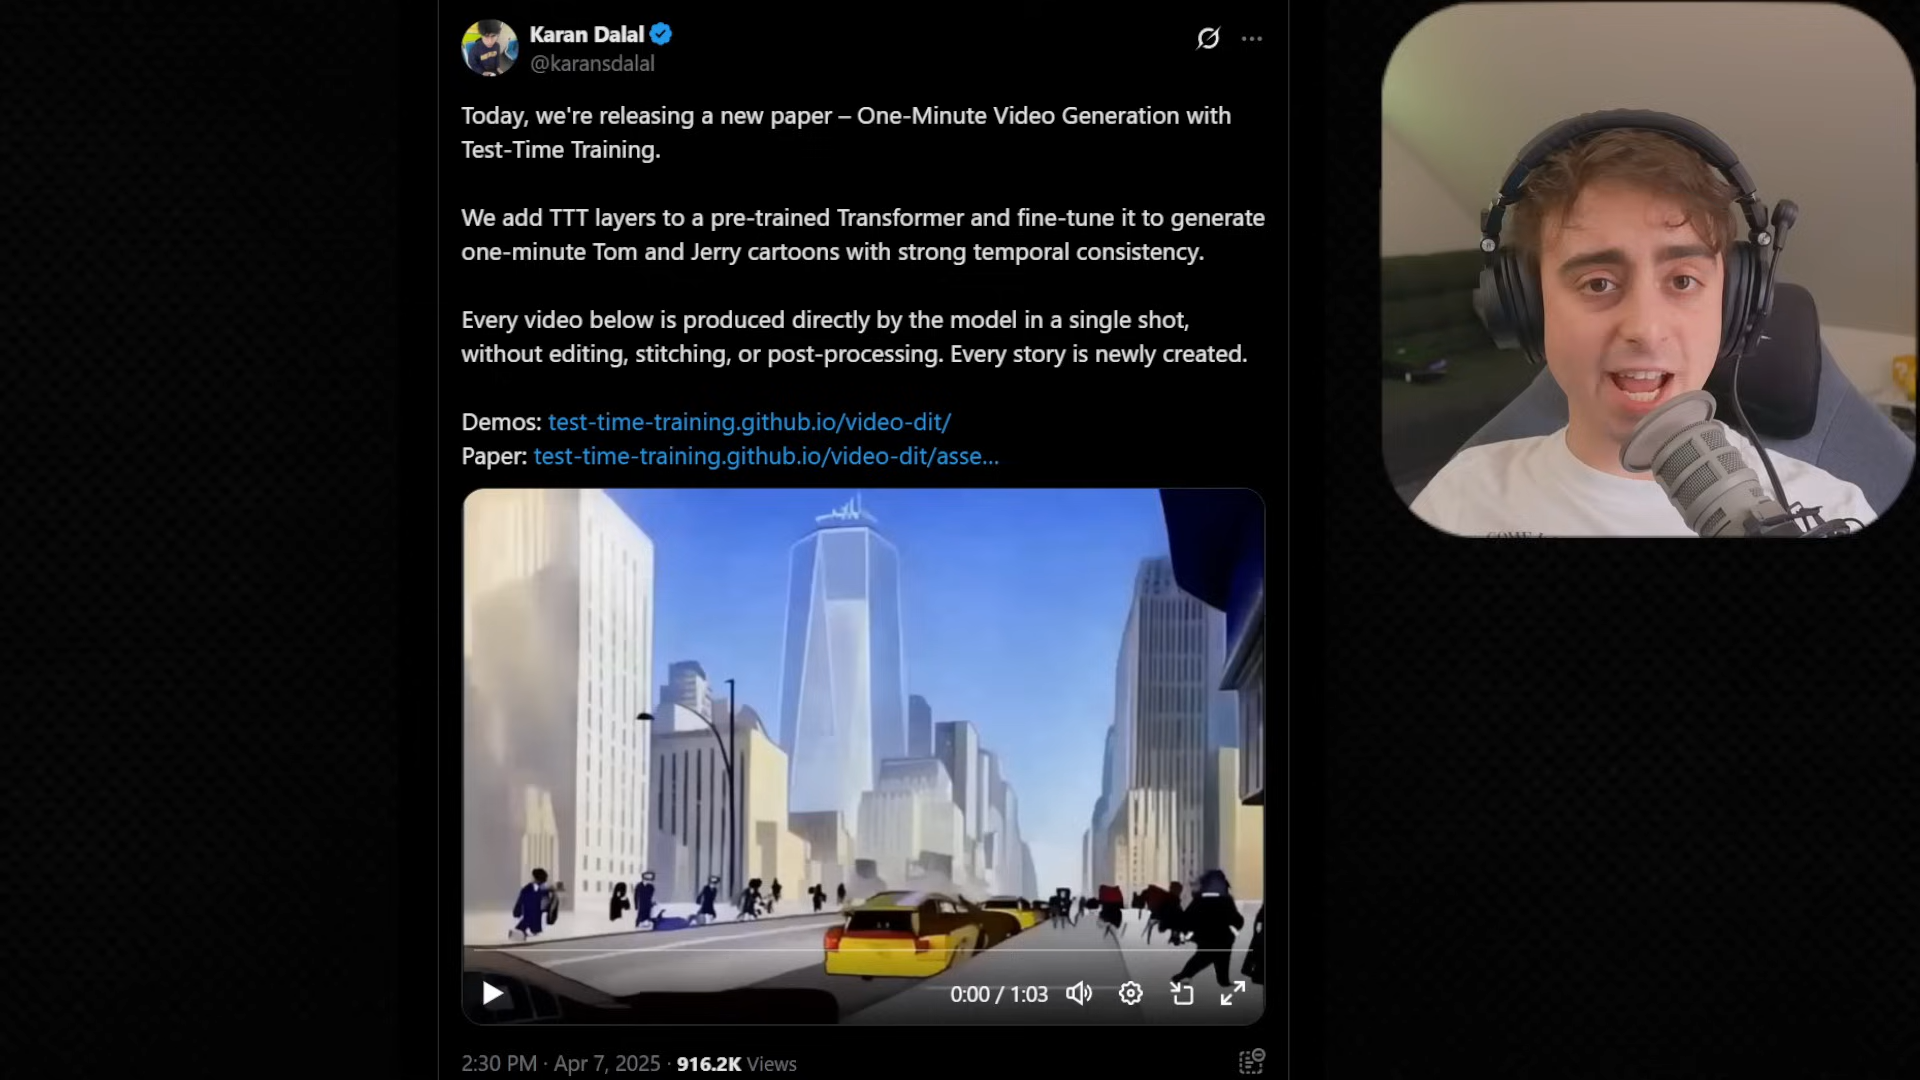 Karan Dalal
@karansdalal
Today, we're releasing a new paper – One-Minute Video Generation with
Test-Time Training.
We add TTT layers to a pre-trained Transformer and fine-tune it to generate
one-minute Tom and Jerry cartoons with strong temporal consistency.
Every video below is produced directly by the model in a single shot,
without editing, stitching, or post-processing. Every story is newly created.
Demos: test-time-training.github.io/video-dit/
Paper: test-time-training.github.io/video-dit/asse...
0:00 / 1:03
2:30 PM · Apr 7, 2025 · 916.2K Views